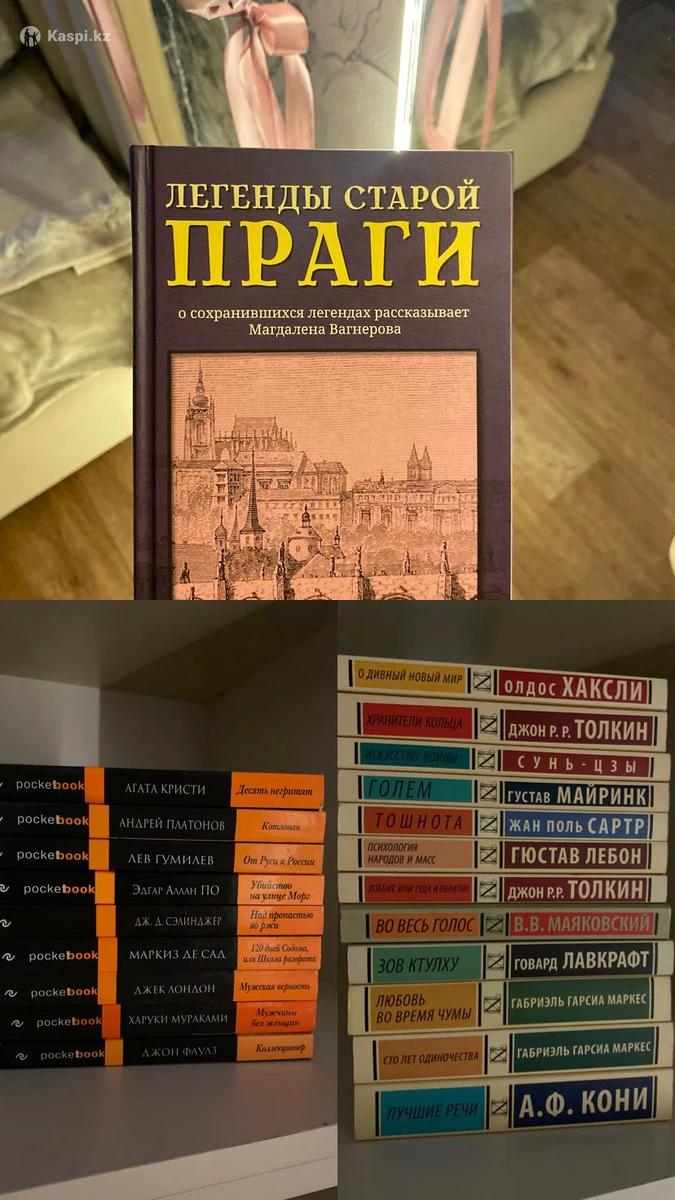 Kaspi.kz
ЛЕГЕНДЫ СТАРОЙ
ПРАГИ
о сохранившихся легендах рассказывает
Магдалена Вагнерова
pocketbook АГАТА КРИСТИ Десять негритят
pocketbook АНДРЕЙ ПЛАТОНОВ Котлован
pocketbook ЛЕВ ГУМИЛЕВ От Руси к России
pocketbook ЭДГАР АЛЛАН ПО Убийство
на улице Морг
ДЖ. Д. СЭЛИНДЖЕР Над пропастью
во ржи
pocketbook МАРКИЗ ДЕ САД 120 дней Содома,
или Школа разврата
pocketbook ДЖЕК ЛОНДОН Мужская верность
pocketbook ХАРУКИ МУРАКАМИ Мужчины
без женщин
pocketbook ДЖОН ФАУЛЗ Коллекционер
О ДИВНЫЙ НОВЫЙ МИР ОЛДОС ХАКСЛИ
ХРАНИТЕЛИ КОЛЬЦА ДЖОН Р. Р. ТОЛКИН
ИСКУССТВО ВОЙНЫ СУНЬ-ЦЗЫ
ГОЛЕМ ГУСТАВ МАЙРИНК
ТОШНОТА ЖАН ПОЛЬ САРТР
ПСИХОЛОГИЯ
НАРОДОВ И МАСС ГЮСТАВ ЛЕБОН
ХОББИТ, ИЛИ ТУДА И ОБРАТНО ДЖОН Р.Р. ТОЛКИН
ВО ВЕСЬ ГОЛОС В.В. МАЯКОВСКИЙ
ЗОВ КТУЛХУ ГОВАРД ЛАВКРАФТ
ЛЮБОВЬ
ВО ВРЕМЯ ЧУМЫ ГАБРИЭЛЬ ГАРСИА МАРКЕС
СТО ЛЕТ ОДИНОЧЕСТВА ГАБРИЭЛЬ ГАРСИА МАРКЕС
ЛУЧШИЕ РЕЧИ А.Ф. КОНИ